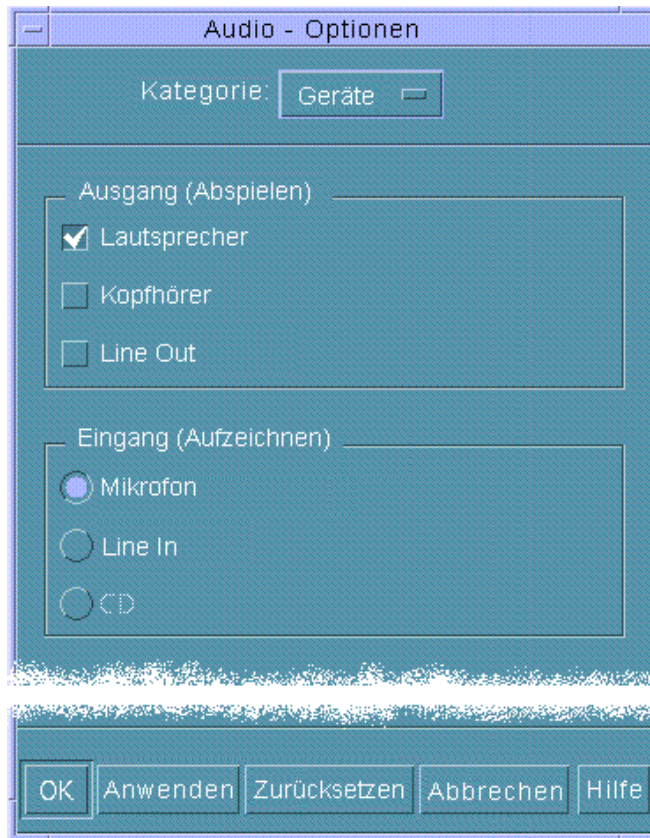 Audio - Optionen
Kategorie: Geräte
Ausgang (Abspielen)
Lautsprecher
Kopfhörer
Line Out
Eingang (Aufzeichnen)
Mikrofon
Line In
CD
OK Anwenden Zurücksetzen Abbrechen Hilfe